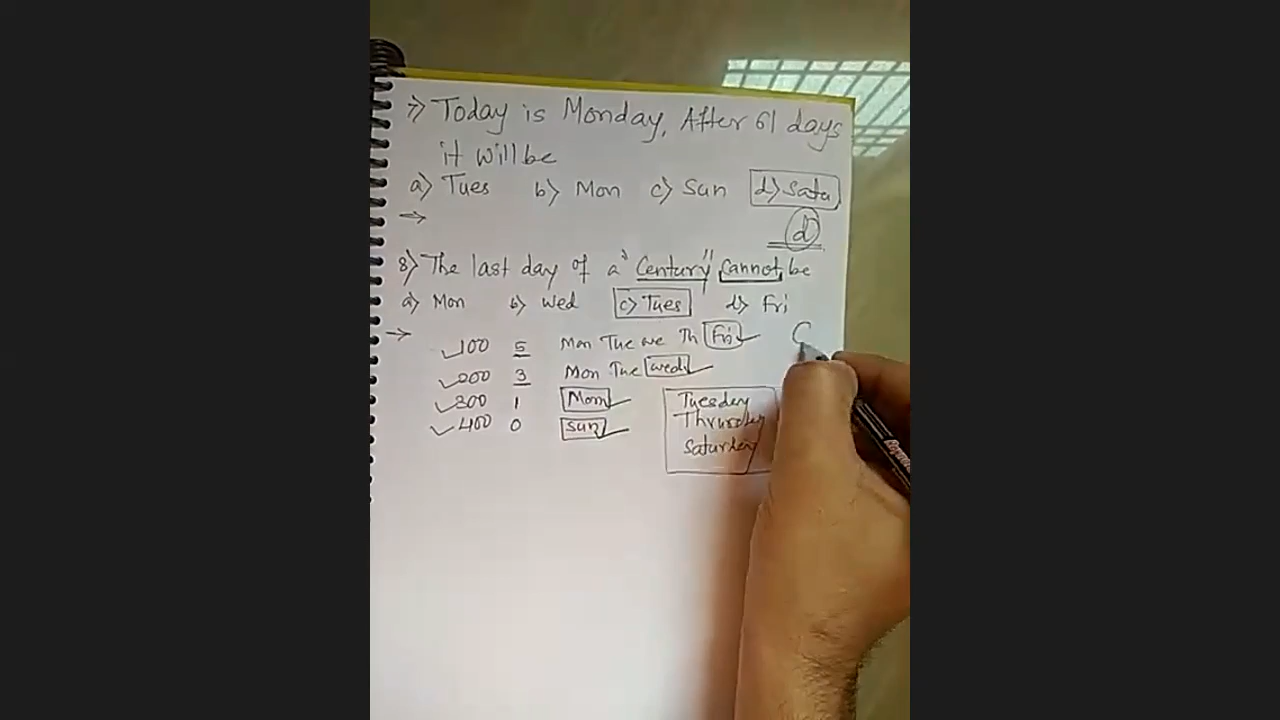 7) Today is Monday, After 61 days
it will be
a) Tues b) Mon c) Sun d) Satu
→ d
8) The last day of a "Century" cannot be
a) Mon b) Wed c) Tues d) Fri
→ 100 5 Mon Tue We Th Fri C
200 3 Mon Tue Wed
300 1 Mon
400 0 Sun
Tuesday
Thrursday
Saturday